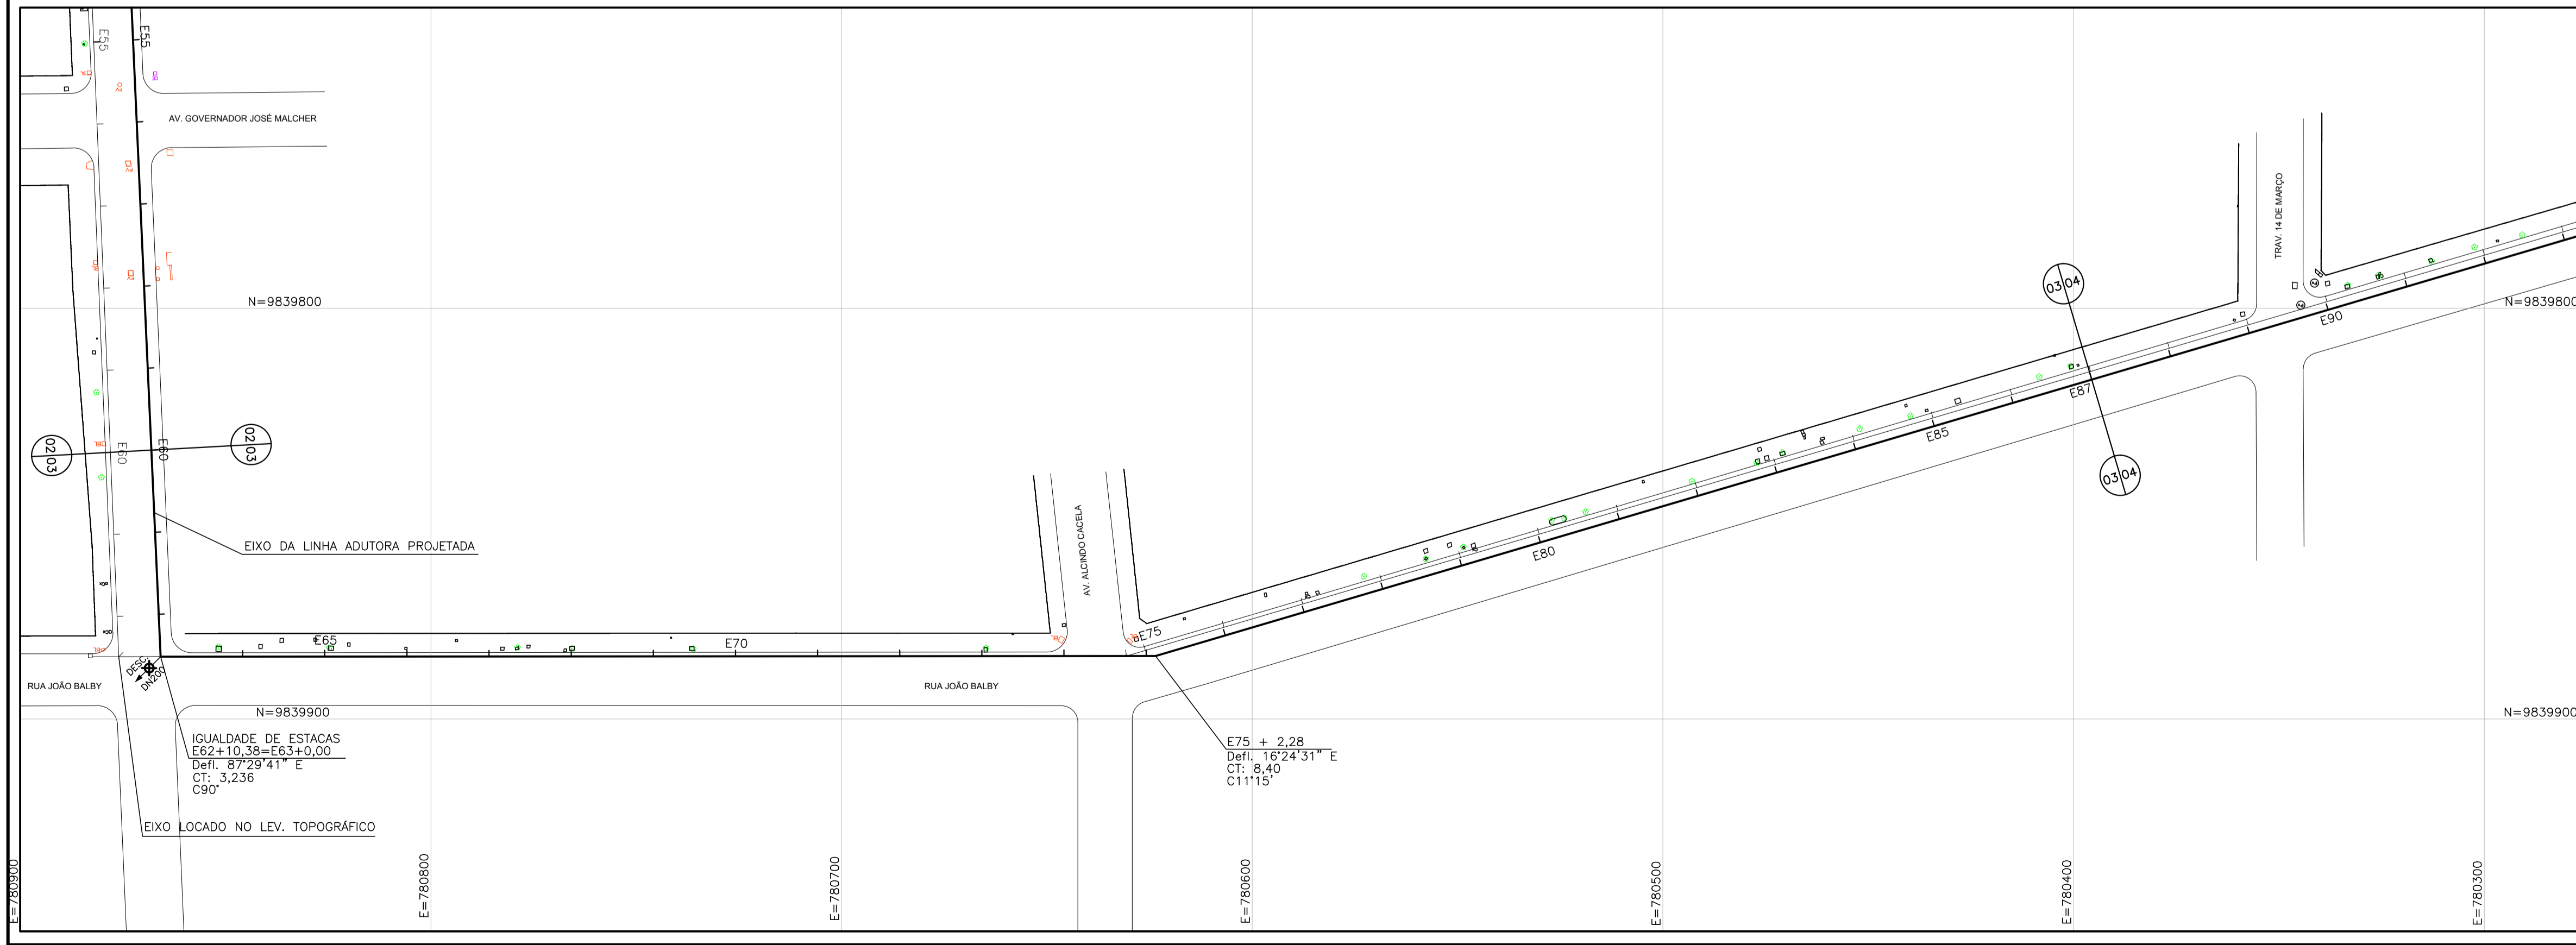 E55
E55
AV. GOVERNADOR JOSÉ MALCHER
N=9839800
TRAV. 14 DE MARÇO
03 04
N=9839800
E90
E87
E85
02 03
E60
E60
02 03
03 04
EIXO DA LINHA ADUTORA PROJETADA
AV. ALCINDO CACELA
E80
E75
E65
E70
DESC.
DN200
RUA JOÃO BALBY
RUA JOÃO BALBY
N=9839900
N=9839900
IGUALDADE DE ESTACAS
E62+10,38=E63+0,00
Defl. 87°29'41" E
CT: 3,236
C90°
E75 + 2,28
Defl. 16°24'31" E
CT: 8,40
C11°15'
EIXO LOCADO NO LEV. TOPOGRÁFICO
E=780900
E=780800
E=780700
E=780600
E=780500
E=780400
E=780300